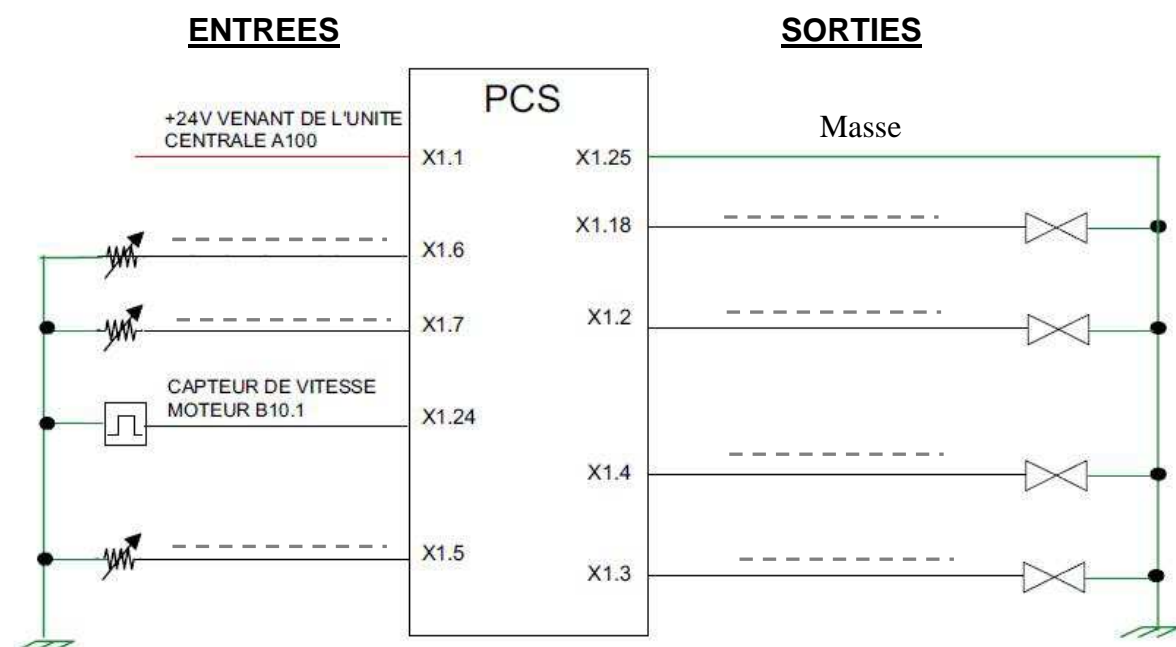 ENTREES
SORTIES
PCS
+24V VENANT DE L'UNITE
CENTRALE A100
Masse
X1.1
X1.25
X1.18
X1.6
X1.2
X1.7
CAPTEUR DE VITESSE
MOTEUR B10.1
X1.24
X1.4
X1.5
X1.3